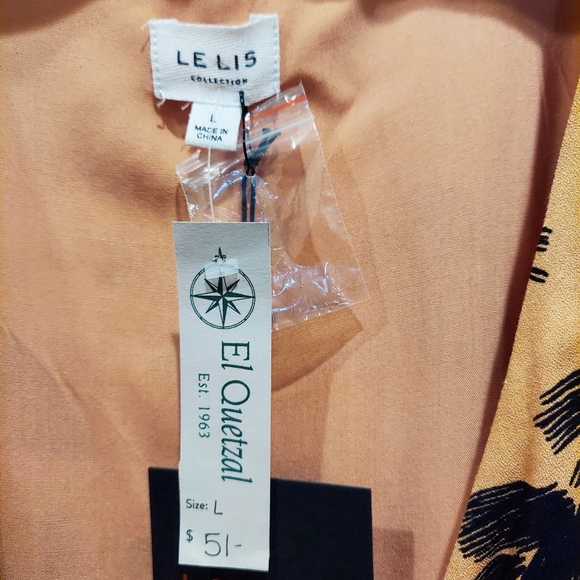 LE LIS
COLLECTION
L
MADE IN
CHINA
El Quetzal
Est. 1963
Size: L
$ 51-